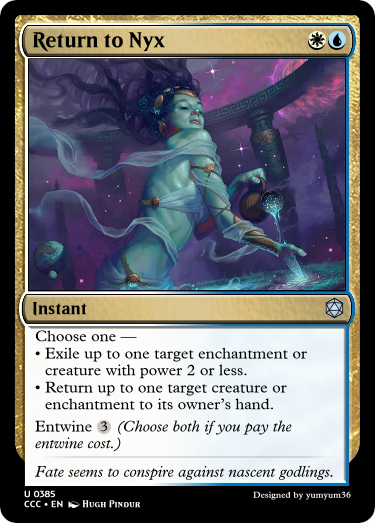 Return to Nyx
Instant
Choose one —
• Exile up to one target enchantment or
creature with power 2 or less.
• Return up to one target creature or
enchantment to its owner's hand.
Entwine 3 (Choose both if you pay the
entwine cost.)
Fate seems to conspire against nascent godlings.
U 0385
CCC • EN Hugh Pindur
Designed by yumyum36